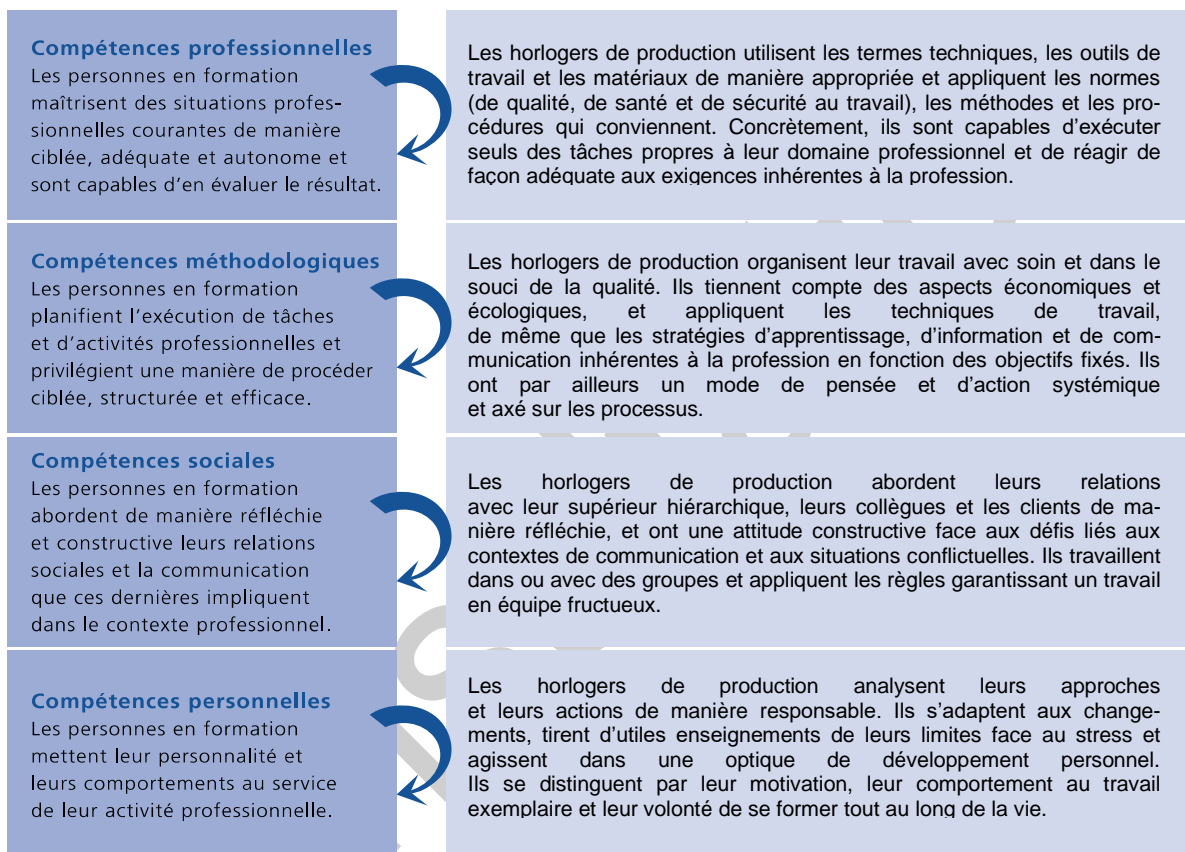 Compétences professionnelles
Les personnes en formation
maîtrisent des situations profes-
sionnelles courantes de manière
ciblée, adéquate et autonome et
sont capables d'en évaluer le résultat.
Les horlogers de production utilisent les termes techniques, les outils de
travail et les matériaux de manière appropriée et appliquent les normes
(de qualité, de santé et de sécurité au travail), les méthodes et les pro-
cédures qui conviennent. Concrètement, ils sont capables d'exécuter
seuls des tâches propres à leur domaine professionnel et de réagir de
façon adéquate aux exigences inhérentes à la profession.
Compétences méthodologiques
Les personnes en formation
planifient l'exécution de tâches
et d'activités professionnelles et
privilégient une manière de procéder
ciblée, structurée et efficace.
Les horlogers de production organisent leur travail avec soin et dans le
souci de la qualité. Ils tiennent compte des aspects économiques et
écologiques, et appliquent les techniques de travail,
de même que les stratégies d'apprentissage, d'information et de com-
munication inhérentes à la profession en fonction des objectifs fixés. Ils
ont par ailleurs un mode de pensée et d'action systémique
et axé sur les processus.
Compétences sociales
Les personnes en formation
abordent de manière réfléchie
et constructive leurs relations
sociales et la communication
que ces dernières impliquent
dans le contexte professionnel.
Les horlogers de production abordent leurs relations
avec leur supérieur hiérarchique, leurs collègues et les clients de ma-
nière réfléchie, et ont une attitude constructive face aux défis liés aux
contextes de communication et aux situations conflictuelles. Ils travaillent
dans ou avec des groupes et appliquent les règles garantissant un travail
en équipe fructueux.
Compétences personnelles
Les personnes en formation
mettent leur personnalité et
leurs comportements au service
de leur activité professionnelle.
Les horlogers de production analysent leurs approches
et leurs actions de manière responsable. Ils s'adaptent aux change-
ments, tirent d'utiles enseignements de leurs limites face au stress et
agissent dans une optique de développement personnel.
Ils se distinguent par leur motivation, leur comportement au travail
exemplaire et leur volonté de se former tout au long de la vie.